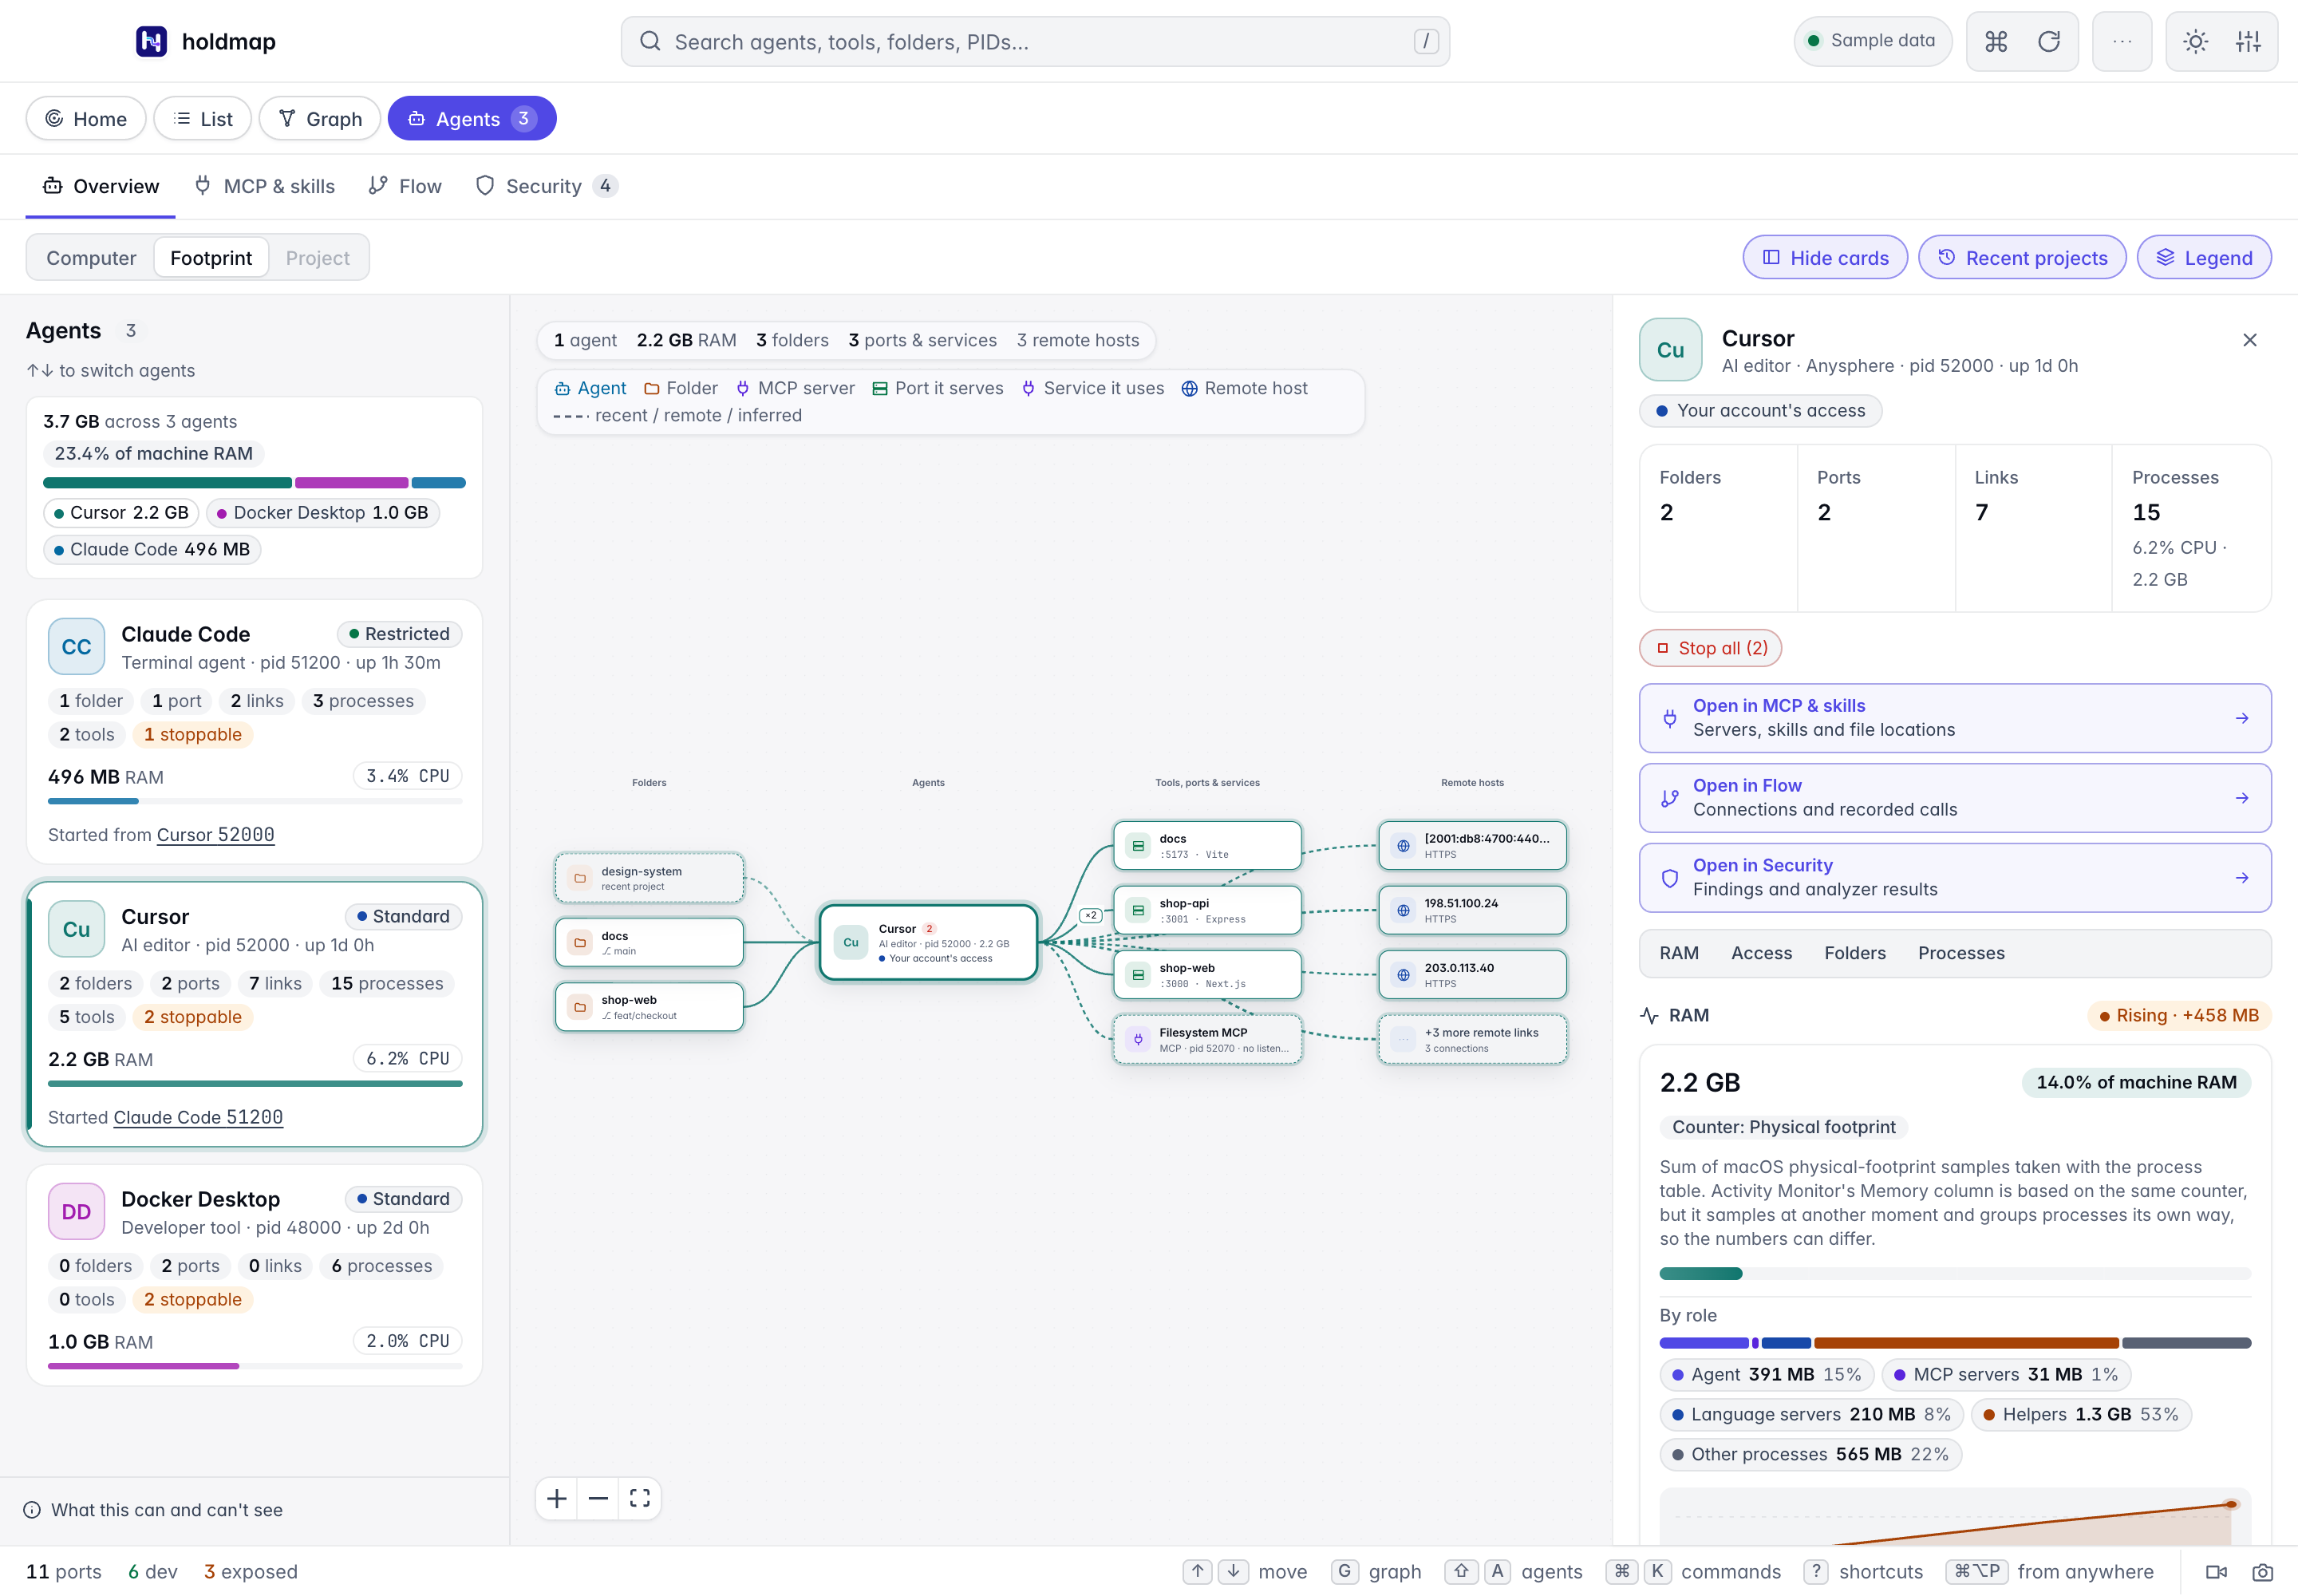 holdmap
Search agents, tools, folders, PIDs... /
Sample data
Home
List
Graph
Agents 3
Overview
MCP & skills
Flow
Security 4
Computer
Footprint
Project
Hide cards
Recent projects
Legend
Agents 3
↑↓ to switch agents
3.7 GB across 3 agents
23.4% of machine RAM
Cursor 2.2 GB
Docker Desktop 1.0 GB
Claude Code 496 MB
CC
Claude Code
Restricted
Terminal agent · pid 51200 · up 1h 30m
1 folder
1 port
2 links
3 processes
2 tools
1 stoppable
496 MB RAM
3.4% CPU
Started from Cursor 52000
Cu
Cursor
Standard
AI editor · pid 52000 · up 1d 0h
2 folders
2 ports
7 links
15 processes
5 tools
2 stoppable
2.2 GB RAM
6.2% CPU
Started Claude Code 51200
DD
Docker Desktop
Standard
Developer tool · pid 48000 · up 2d 0h
0 folders
2 ports
0 links
6 processes
0 tools
2 stoppable
1.0 GB RAM
2.0% CPU
What this can and can't see
1 agent 2.2 GB RAM 3 folders 3 ports & services 3 remote hosts
Agent Folder MCP server Port it serves Service it uses Remote host
recent / remote / inferred
Folders
Agents
Tools, ports & services
Remote hosts
design-system
recent project
docs
main
shop-web
feat/checkout
Cu
Cursor 2
AI editor · pid 52000 · 2.2 GB
Your account's access
×2
docs
:5173 · Vite
shop-api
:3001 · Express
shop-web
:3000 · Next.js
Filesystem MCP
MCP · pid 52070 · no listen...
[2001:db8:4700:440...
HTTPS
198.51.100.24
HTTPS
203.0.113.40
HTTPS
+3 more remote links
3 connections
Cu
Cursor
AI editor · Anysphere · pid 52000 · up 1d 0h
Your account's access
Folders
2
Ports
2
Links
7
Processes
15
6.2% CPU ·
2.2 GB
Stop all (2)
Open in MCP & skills
Servers, skills and file locations
Open in Flow
Connections and recorded calls
Open in Security
Findings and analyzer results
RAM Access Folders Processes
RAM
Rising · +458 MB
2.2 GB
14.0% of machine RAM
Counter: Physical footprint
Sum of macOS physical-footprint samples taken with the process
table. Activity Monitor's Memory column is based on the same counter,
but it samples at another moment and groups processes its own way,
so the numbers can differ.
By role
Agent 391 MB 15%
MCP servers 31 MB 1%
Language servers 210 MB 8%
Helpers 1.3 GB 53%
Other processes 565 MB 22%
11 ports 6 dev 3 exposed
↑ ↓ move G graph ⇧ A agents ⌘ K commands ? shortcuts ⌘⌥P from anywhere